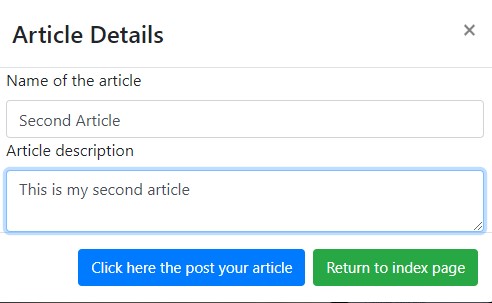 Article Details ×
Name of the article
Second Article
Article description
This is my second article
Click here the post your article Return to index page